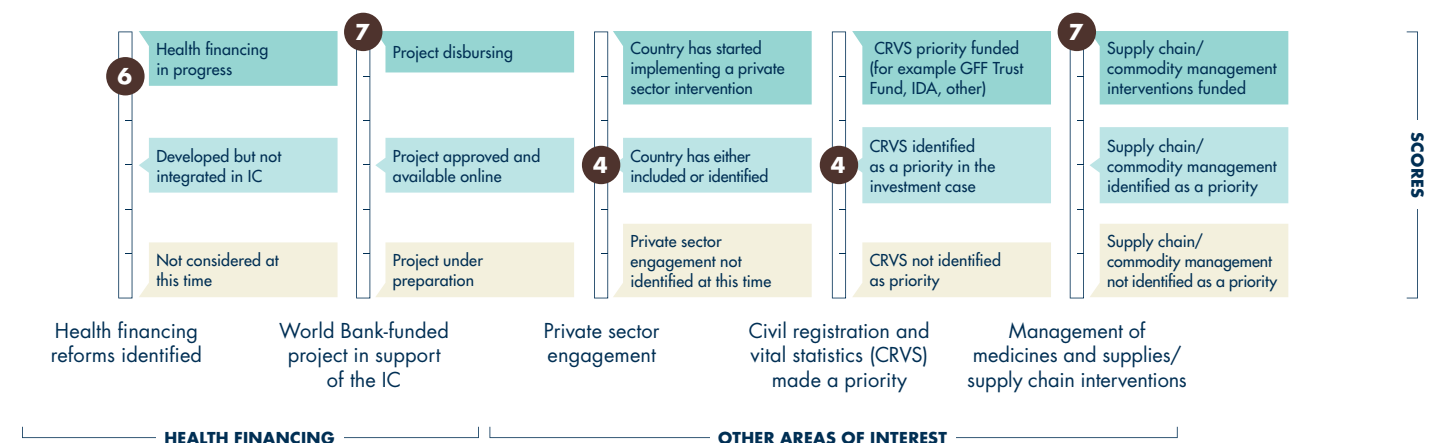 6
Health financing
in progress
Developed but not
integrated in IC
Not considered at
this time
Health financing
reforms identified
7
Project disbursing
Project approved and
available online
Project under
preparation
World Bank-funded
project in support
of the IC
4
Country has started
implementing a private
sector intervention
Country has either
included or identified
Private sector
engagement not
identified at this time
Private sector
engagement
4
CRVS priority funded
(for example GFF Trust
Fund, IDA, other)
CRVS identified
as a priority in the
investment case
CRVS not identified
as priority
Civil registration and
vital statistics (CRVS)
made a priority
7
Supply chain/
commodity management
interventions funded
Supply chain/
commodity management
identified as a priority
Supply chain/
commodity management
not identified as a priority
Management of
medicines and supplies/
supply chain interventions
SCORES
HEALTH FINANCING
OTHER AREAS OF INTEREST